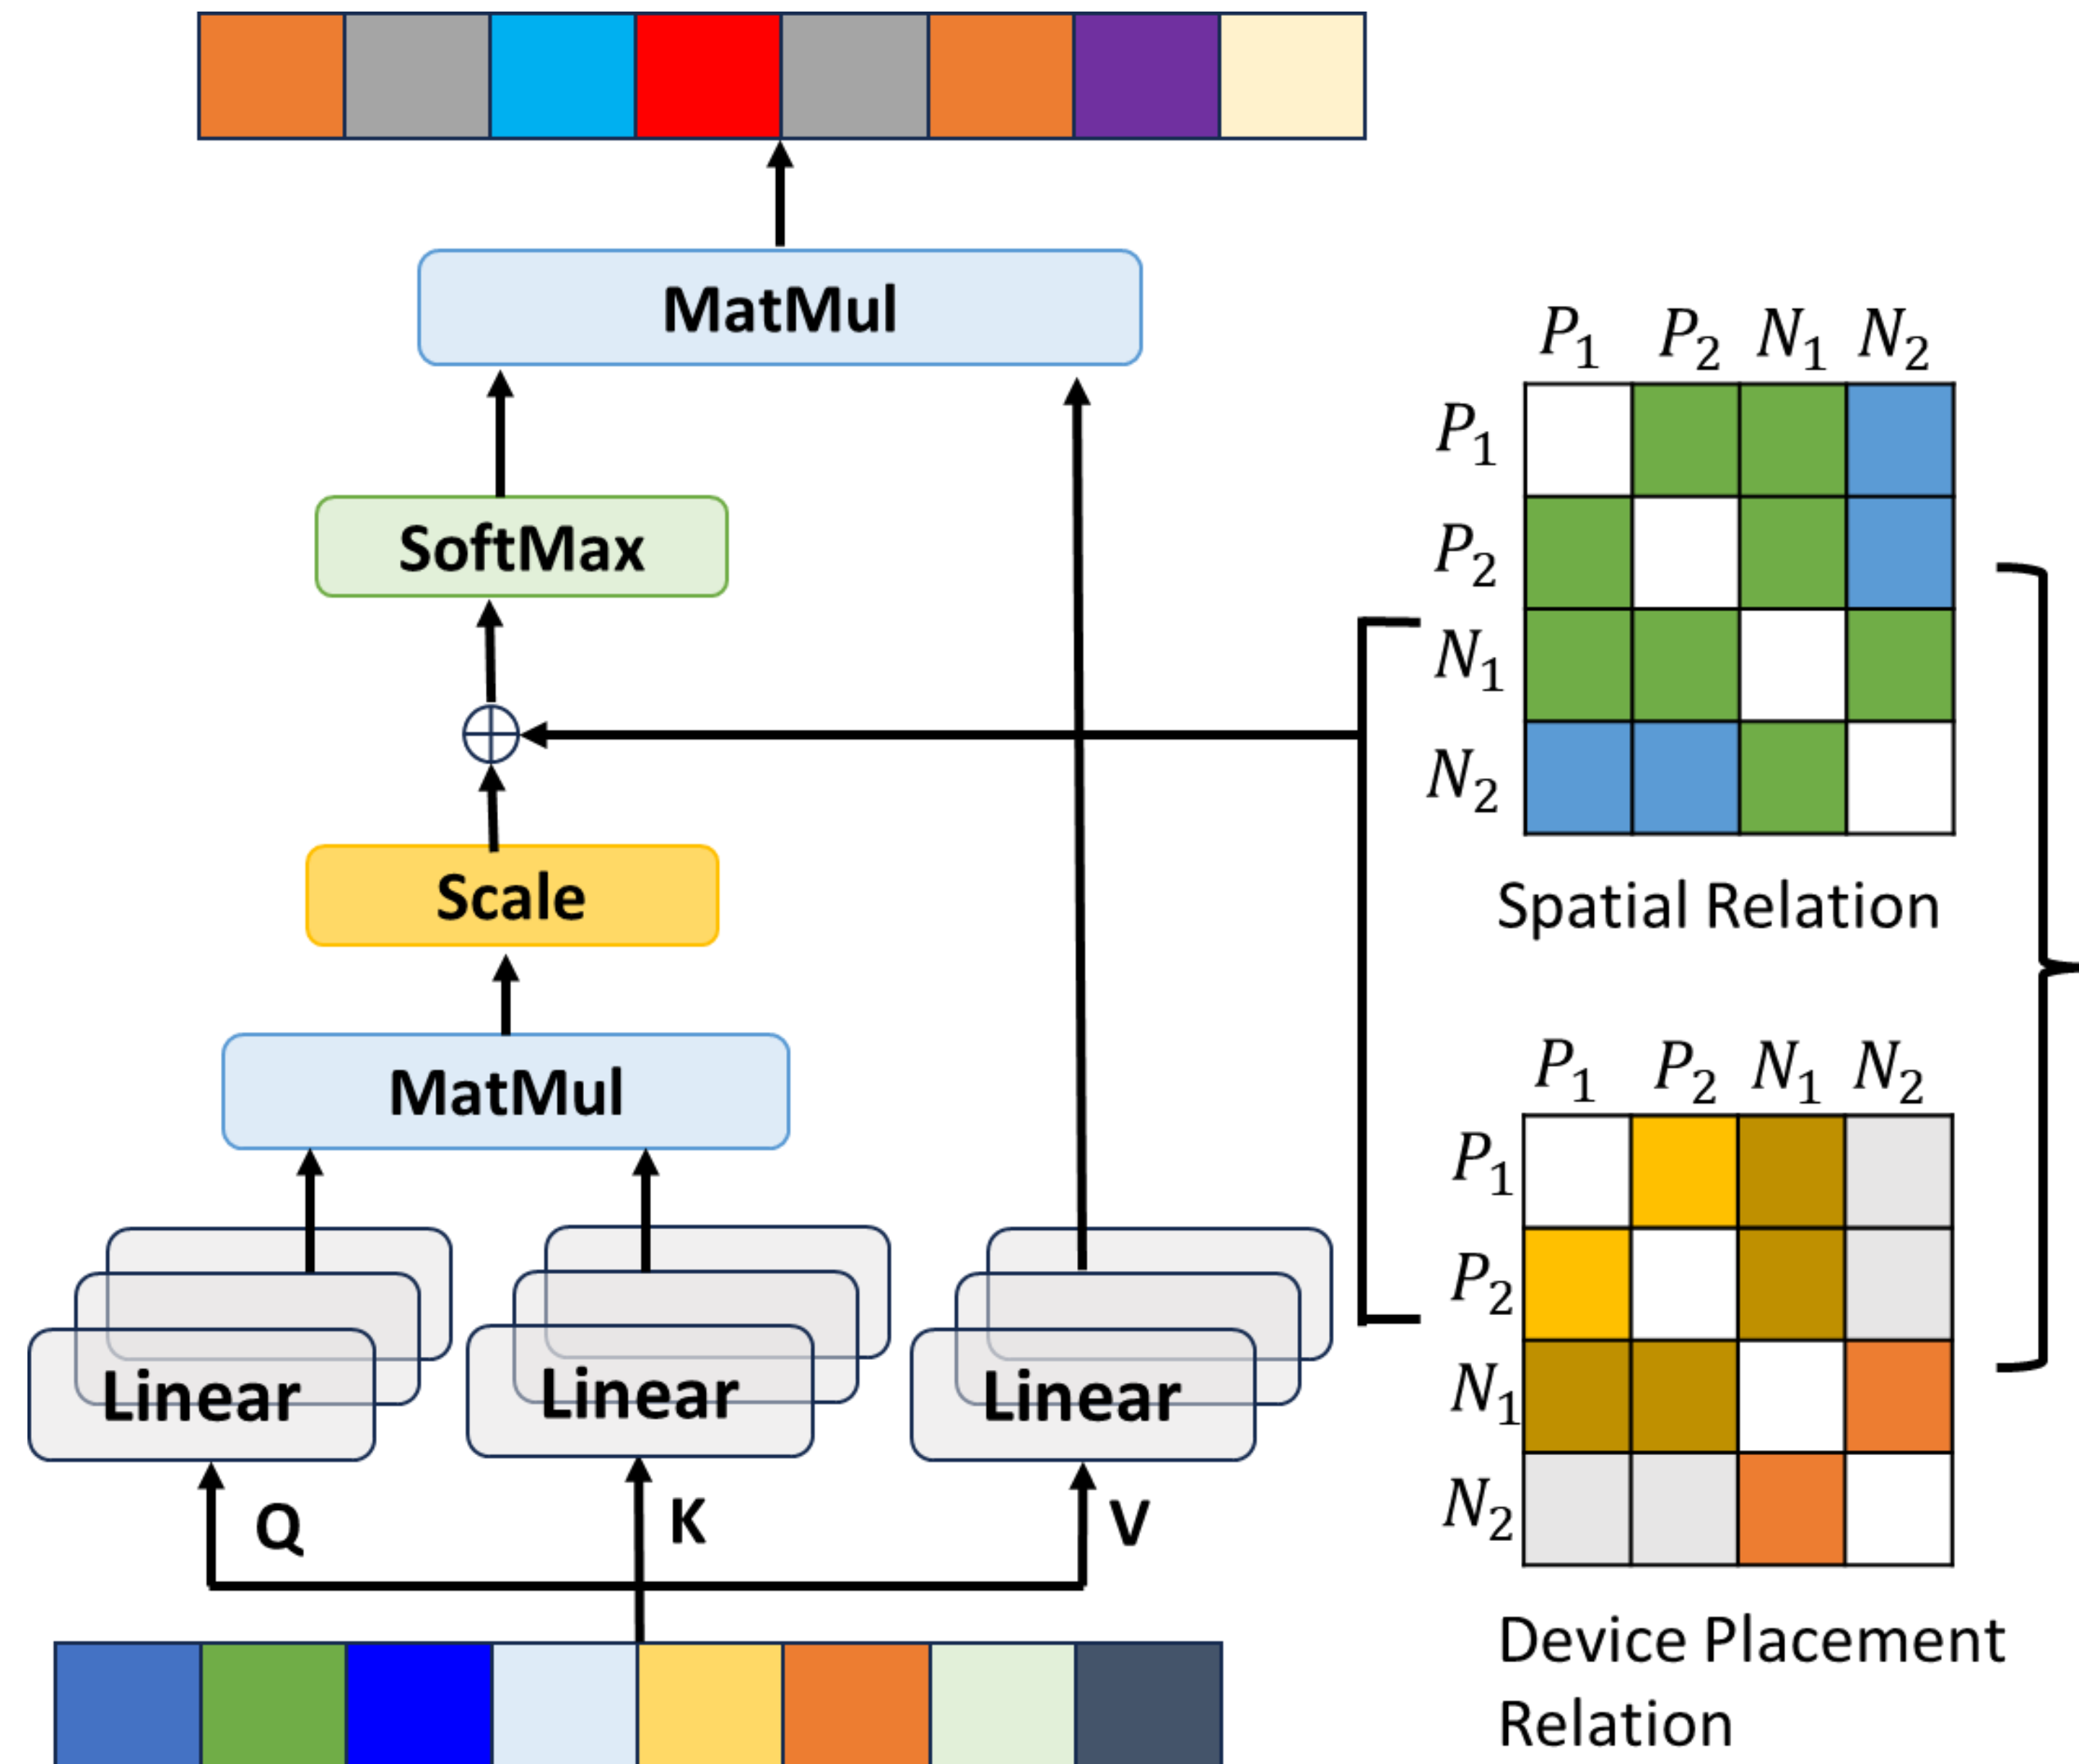 MatMul
SoftMax
Scale
MatMul
Linear Linear Linear
Q K V
P₁ P₂ N₁ N₂
P₁
P₂
N₁
N₂
Spatial Relation
P₁ P₂ N₁ N₂
P₁
P₂
N₁
N₂
Device Placement
Relation